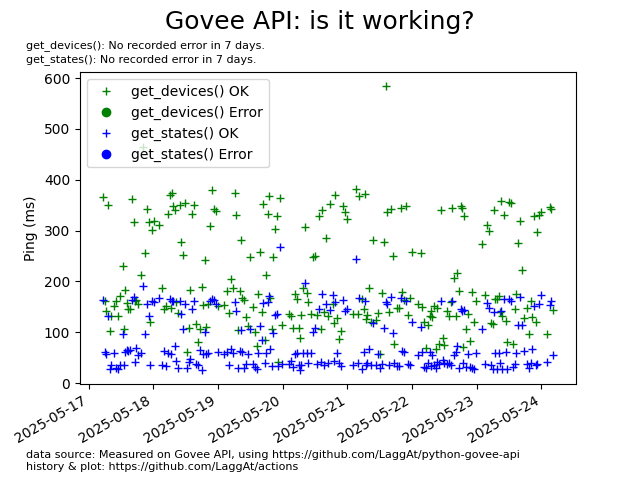 Govee API: is it working?
get_devices(): No recorded error in 7 days.
get_states(): No recorded error in 7 days.
600
500
400
300
200
100
0
Ping (ms)
get_devices() OK
get_devices() Error
get_states() OK
get_states() Error
2025-05-17
2025-05-18
2025-05-19
2025-05-20
2025-05-21
2025-05-22
2025-05-23
2025-05-24
data source: Measured on Govee API, using https://github.com/LaggAt/python-govee-api
history & plot: https://github.com/LaggAt/actions